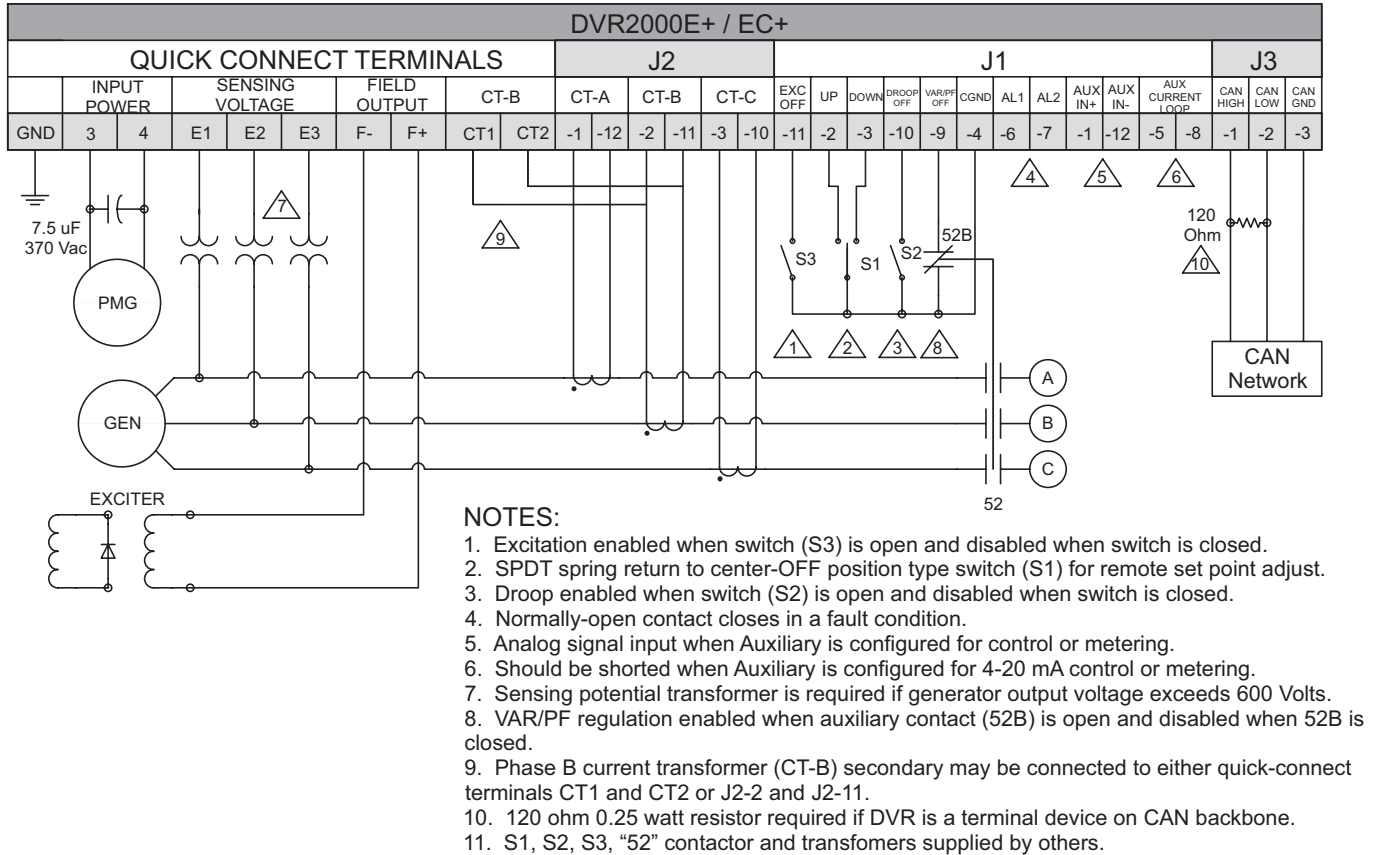 DVR2000E+ / EC+
QUICK CONNECT TERMINALS J2 J1 J3
INPUT POWER SENSING VOLTAGE FIELD OUTPUT CT-B CT-A CT-B CT-C EXC OFF UP DOWN DROOP OFF VAR/PF OFF CGND AL1 AL2 AUX IN+ AUX IN- AUX CURRENT LOOP CAN HIGH CAN LOW CAN GND
GND 3 4 E1 E2 E3 F- F+ CT1 CT2 -1 -12 -2 -11 -3 -10 -11 -2 -3 -10 -9 -4 -6 -7 -1 -12 -5 -8 -1 -2 -3
4 5 6
7
7.5 uF
370 Vac
9
120
Ohm
10
52B
S3 S1 S2
PMG
1 2 3 8
CAN
Network
A
GEN
B
C
EXCITER
52
NOTES:
1. Excitation enabled when switch (S3) is open and disabled when switch is closed.
2. SPDT spring return to center-OFF position type switch (S1) for remote set point adjust.
3. Droop enabled when switch (S2) is open and disabled when switch is closed.
4. Normally-open contact closes in a fault condition.
5. Analog signal input when Auxiliary is configured for control or metering.
6. Should be shorted when Auxiliary is configured for 4-20 mA control or metering.
7. Sensing potential transformer is required if generator output voltage exceeds 600 Volts.
8. VAR/PF regulation enabled when auxiliary contact (52B) is open and disabled when 52B is
closed.
9. Phase B current transformer (CT-B) secondary may be connected to either quick-connect
terminals CT1 and CT2 or J2-2 and J2-11.
10. 120 ohm 0.25 watt resistor required if DVR is a terminal device on CAN backbone.
11. S1, S2, S3, “52” contactor and transfomers supplied by others.